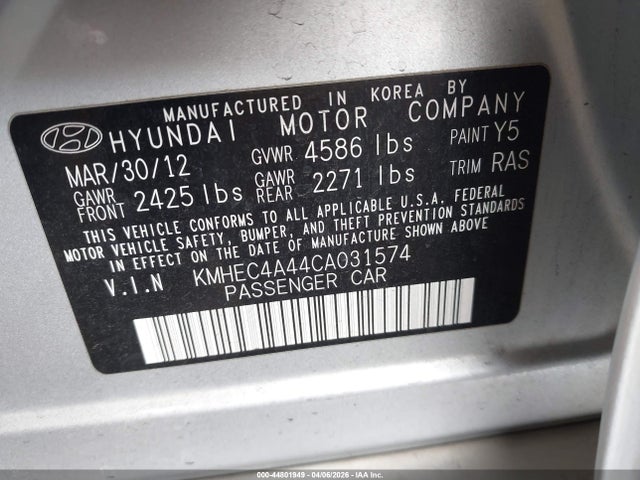 MANUFACTURED IN KOREA BY
HYUNDAI MOTOR COMPANY
MAR/30/12 GVWR 4586 lbs PAINT Y5
GAWR FRONT 2425 lbs GAWR REAR 2271 lbs TRIM RAS
THIS VEHICLE CONFORMS TO ALL APPLICABLE U.S.A. FEDERAL
MOTOR VEHICLE SAFETY, BUMPER, AND THEFT PREVENTION STANDARDS
IN EFFECT ON THE DATE OF MANUFACTURE SHOWN ABOVE.
V.I.N KMHEC4A44CA031574
PASSENGER CAR
000-44801949 04/06/2026 - IAA, Inc.